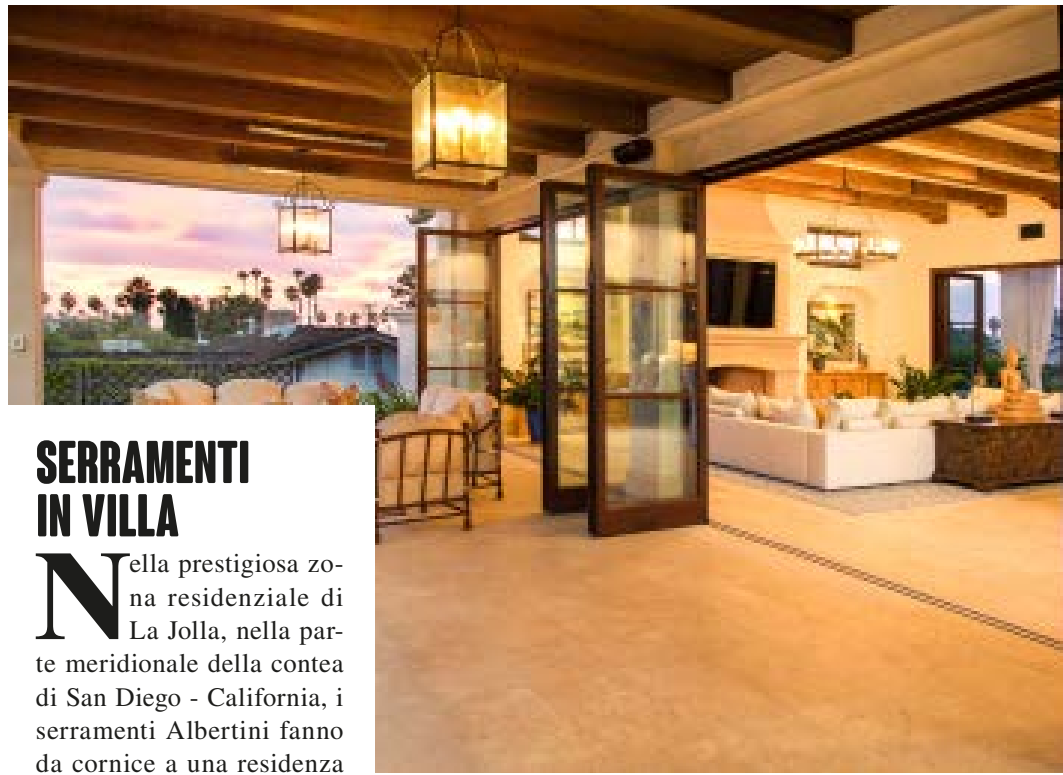 SERRAMENTI
IN VILLA
Nella prestigiosa zo-
na residenziale di
La Jolla, nella par-
te meridionale della contea
di San Diego - California, i
serramenti Albertini fanno
da cornice a una residenza